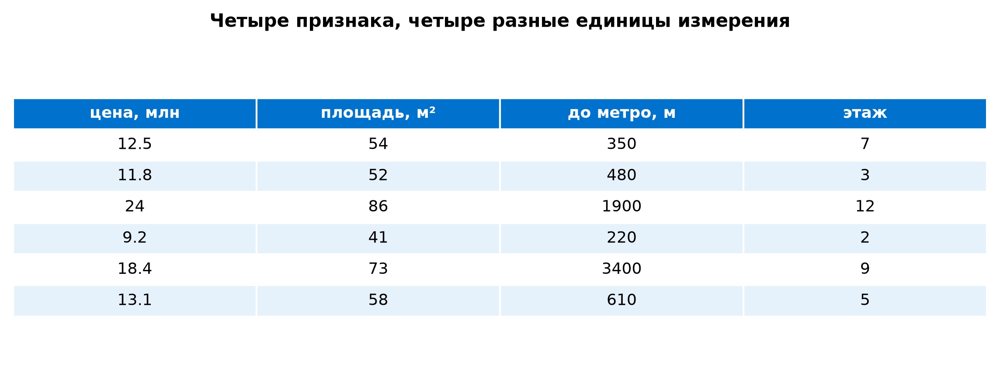 Четыре признака, четыре разные единицы измерения
цена, млн площадь, м² до метро, м этаж
12.5 54 350 7
11.8 52 480 3
24 86 1900 12
9.2 41 220 2
18.4 73 3400 9
13.1 58 610 5